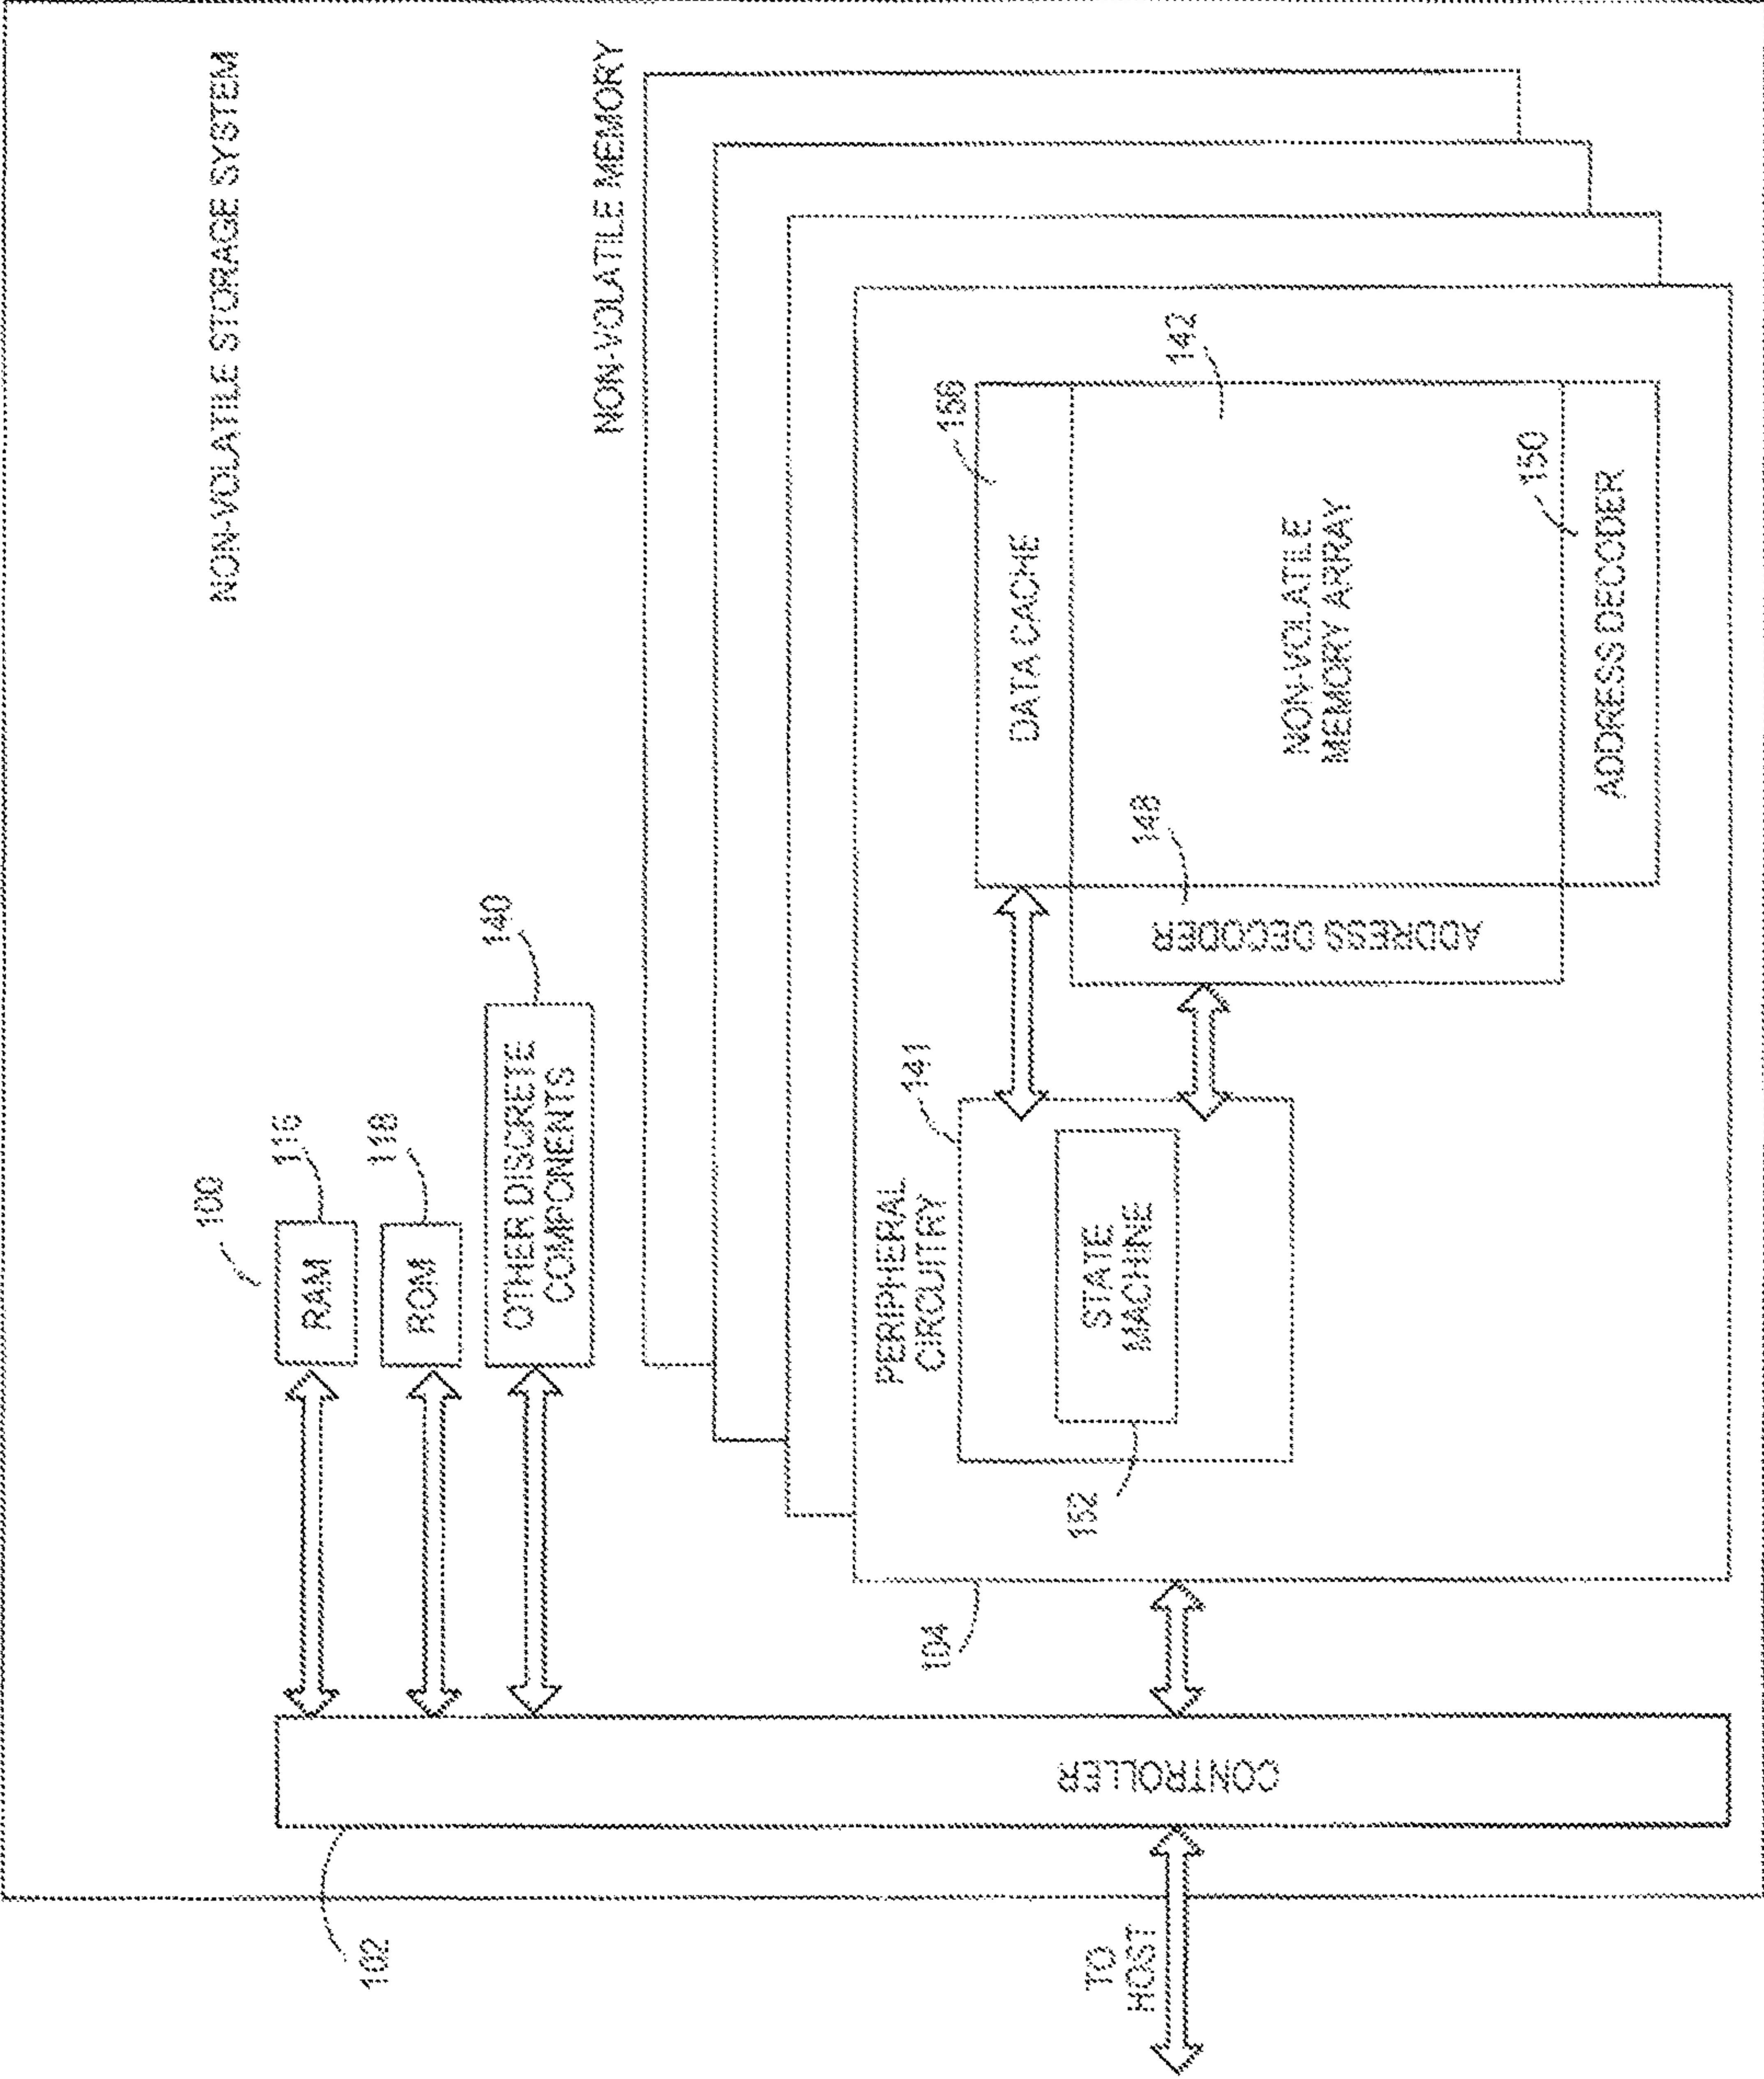 NON-VOLATILE STORAGE SYSTEM
100
116
RAM
118
ROM
140
OTHER DISCRETE
COMPONENTS
NON-VOLATILE MEMORY
102
CONTROLLER
TO
HOST
104
PERIPHERAL
CIRCUITRY
141
STATE
MACHINE
152
156
DATA CACHE
148
ADDRESS DECODER
142
NON-VOLATILE
MEMORY ARRAY
150
ADDRESS DECODER